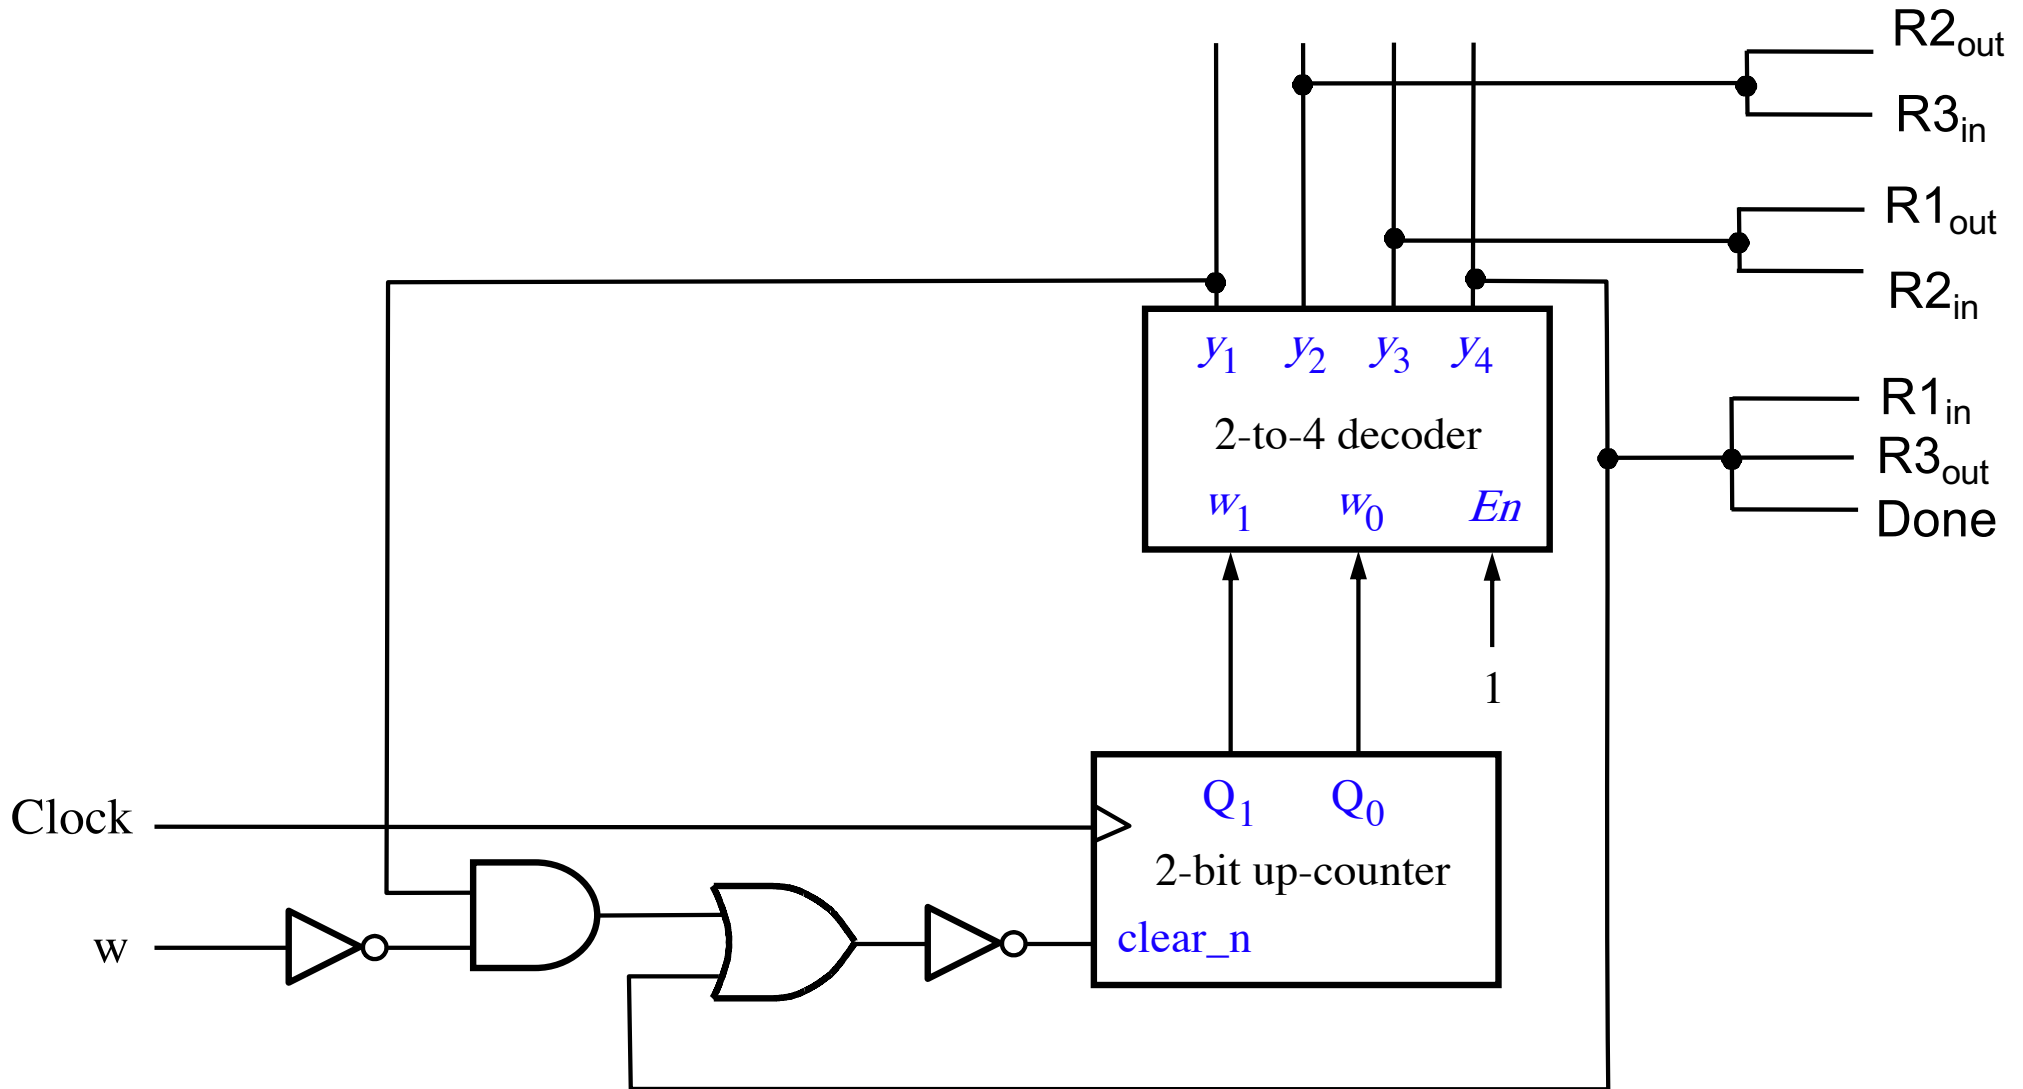 R2out
R3in
R1out
R2in
y1 y2 y3 y4
R1in
2-to-4 decoder
R3out
w1 w0 En
Done
1
Clock
Q1 Q0
2-bit up-counter
w
clear_n